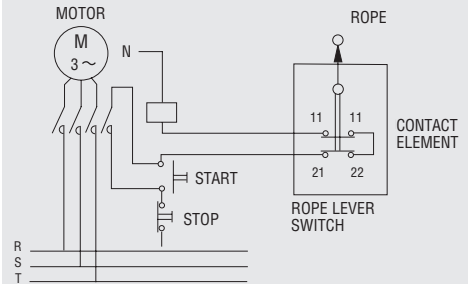 MOTOR
M
3~
N
ROPE
11 11
21 22
CONTACT
ELEMENT
START
STOP
ROPE LEVER
SWITCH
R
S
T